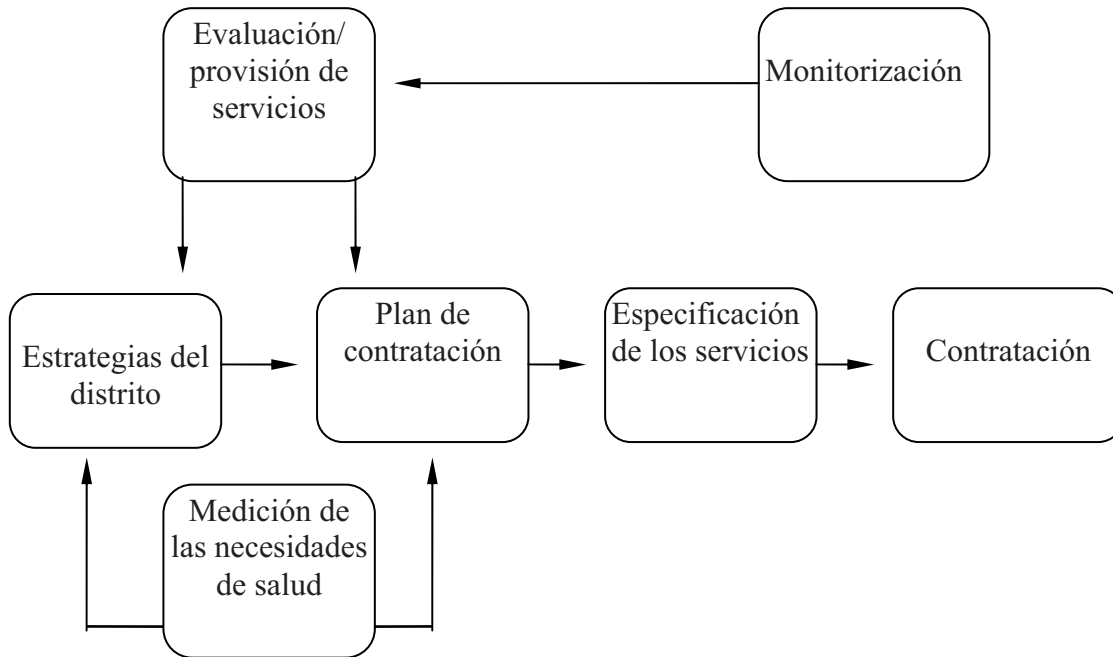 Evaluación/
provisión de
servicios
Monitorización
Estrategias del
distrito
Plan de
contratación
Especificación
de los servicios
Contratación
Medición de
las necesidades
de salud